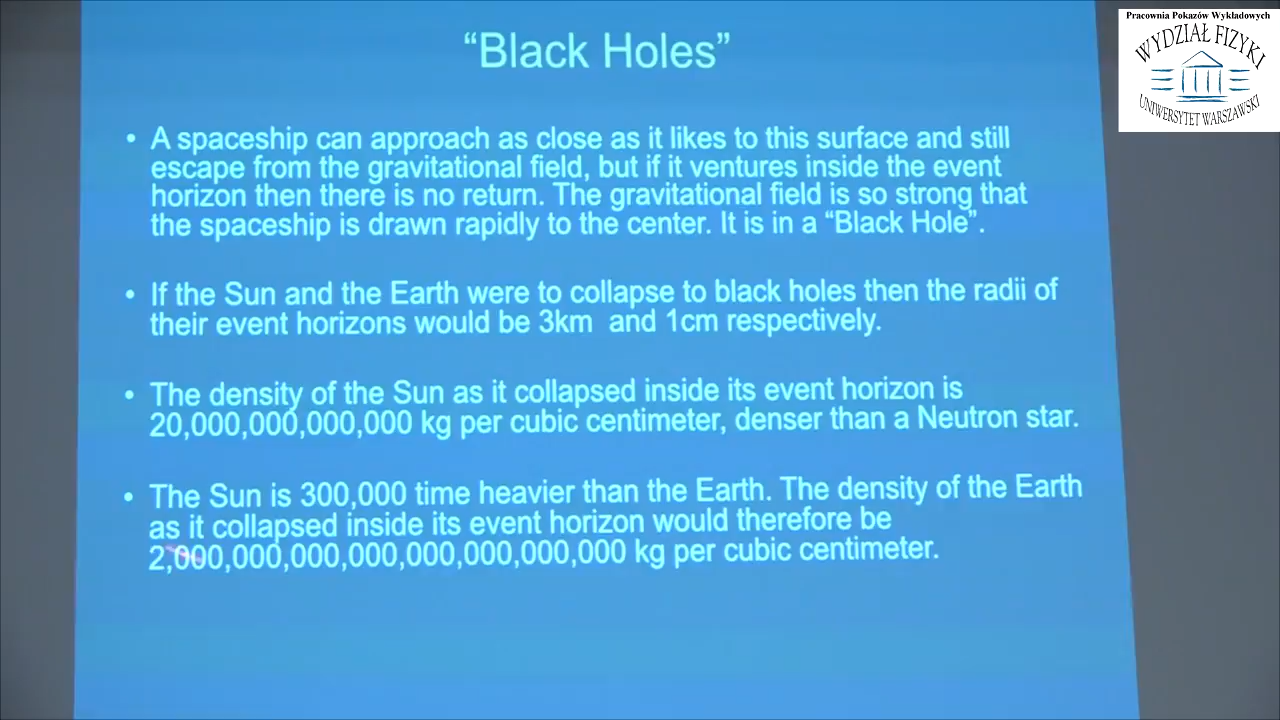 Pracownia Pokazów Wykładowych
WYDZIAŁ FIZYKI
UNIWERSYTET WARSZAWSKI
“Black Holes”
• A spaceship can approach as close as it likes to this surface and still
escape from the gravitational field, but if it ventures inside the event
horizon then there is no return. The gravitational field is so strong that
the spaceship is drawn rapidly to the center. It is in a “Black Hole”.
• If the Sun and the Earth were to collapse to black holes then the radii of
their event horizons would be 3km and 1cm respectively.
• The density of the Sun as it collapsed inside its event horizon is
20,000,000,000,000 kg per cubic centimeter, denser than a Neutron star.
• The Sun is 300,000 time heavier than the Earth. The density of the Earth
as it collapsed inside its event horizon would therefore be
2,000,000,000,000,000,000,000,000 kg per cubic centimeter.